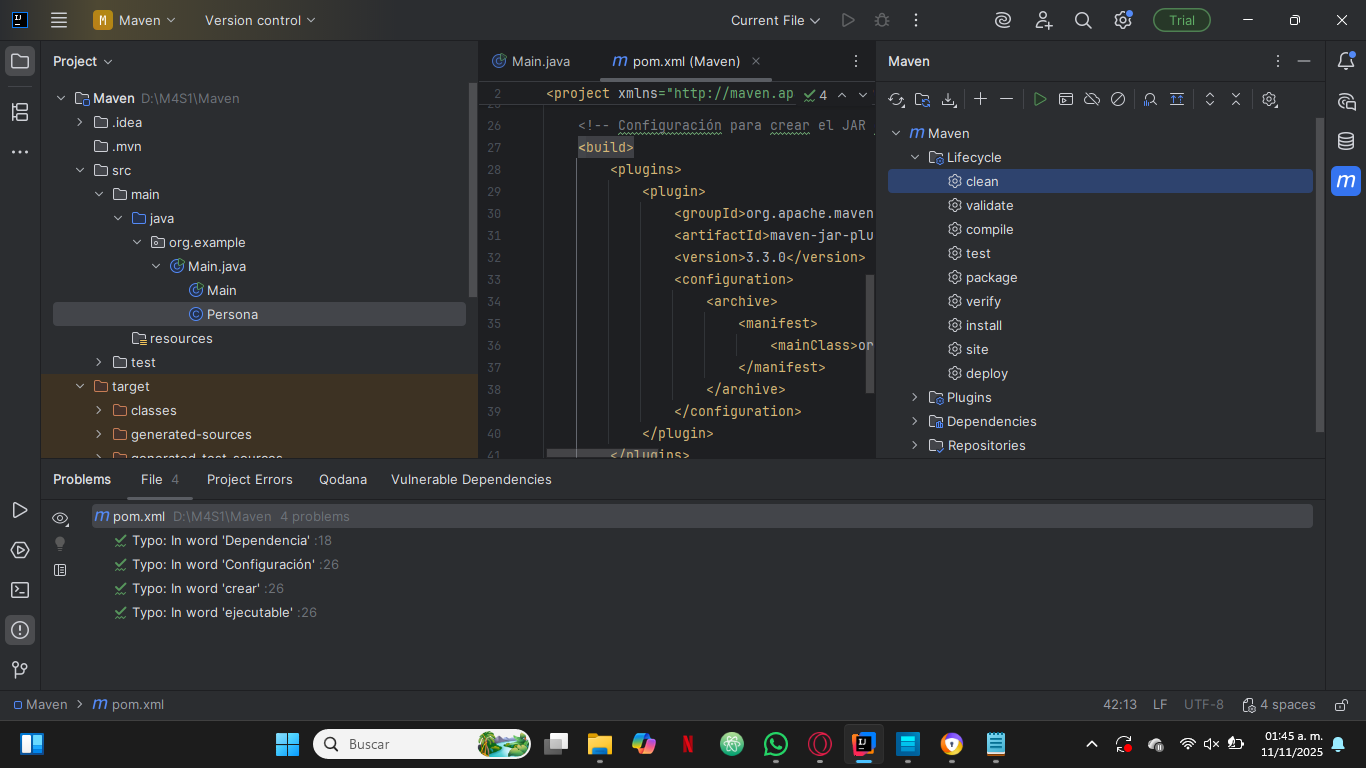 M Maven Version control Current File Trial
Project
Maven D:\M4S1\Maven
.idea
.mvn
src
main
java
org.example
Main.java
Main
Persona
resources
test
target
classes
generated-sources
generated-test-sources
Main.java pom.xml (Maven)
2 <project xmlns="http://maven.ap 4
26 <!-- Configuración para crear el JAR
27 <build>
28 <plugins>
29 <plugin>
30 <groupId>org.apache.maven
31 <artifactId>maven-jar-plu
32 <version>3.3.0</version>
33 <configuration>
34 <archive>
35 <manifest>
36 <mainClass>or
37 </manifest>
38 </archive>
39 </configuration>
40 </plugin>
41 </plugins>
Maven
Maven
Lifecycle
clean
validate
compile
test
package
verify
install
site
deploy
Plugins
Dependencies
Repositories
Problems File 4 Project Errors Qodana Vulnerable Dependencies
pom.xml D:\M4S1\Maven 4 problems
Typo: In word 'Dependencia' :18
Typo: In word 'Configuración' :26
Typo: In word 'crear' :26
Typo: In word 'ejecutable' :26
Maven pom.xml 42:13 LF UTF-8 4 spaces
Buscar
01:45 a. m.
11/11/2025